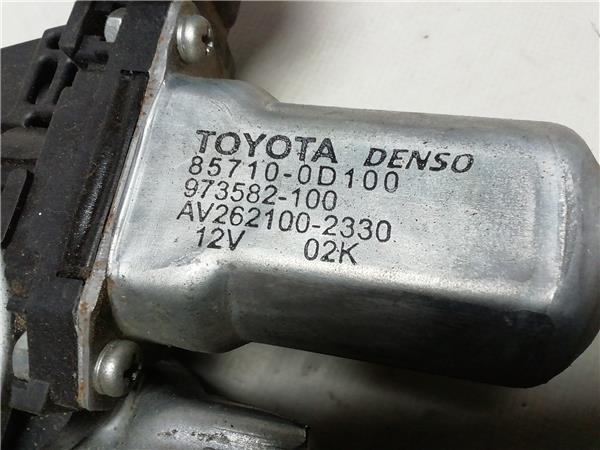 TOYOTA DENSO
85710-0D100
973582-100
AV262100-2330
12V 02K